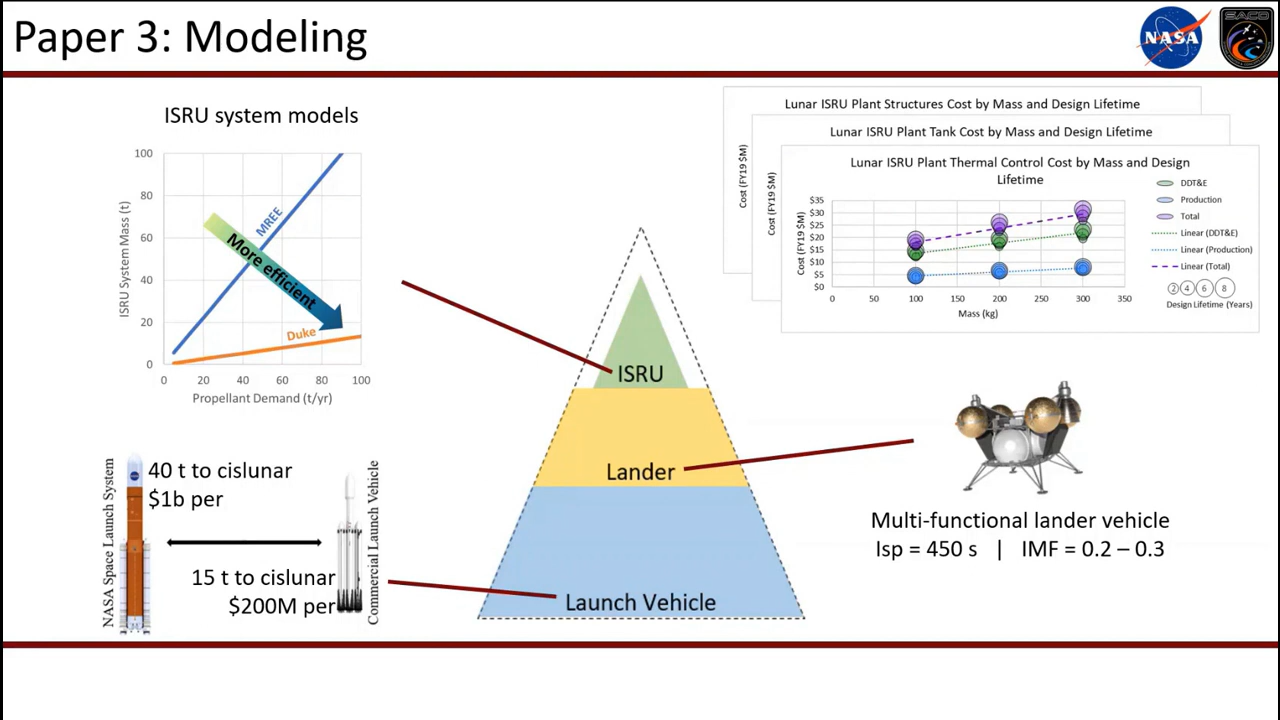 Paper 3: Modeling
NASA
SACO
ISRU system models
100
80
60
40
20
0
ISRU System Mass (t)
MREE
More efficient
Duke
0 20 40 60 80 100
Propellant Demand (t/yr)
Lunar ISRU Plant Structures Cost by Mass and Design Lifetime
Cost (FY19 $M)
Lunar ISRU Plant Tank Cost by Mass and Design Lifetime
Cost (FY19 $M)
Lunar ISRU Plant Thermal Control Cost by Mass and Design
Lifetime
Cost (FY19 $M)
$35
$30
$25
$20
$15
$10
$5
$0
0 50 100 150 200 250 300 350
Mass (kg)
DDT&E
Production
Total
Linear (DDT&E)
Linear (Production)
Linear (Total)
2 4 6 8
Design Lifetime (Years)
ISRU
Lander
Launch Vehicle
NASA Space Launch System
40 t to cislunar
$1b per
15 t to cislunar
$200M per
Commercial Launch Vehicle
Multi-functional lander vehicle
Isp = 450 s | IMF = 0.2 – 0.3